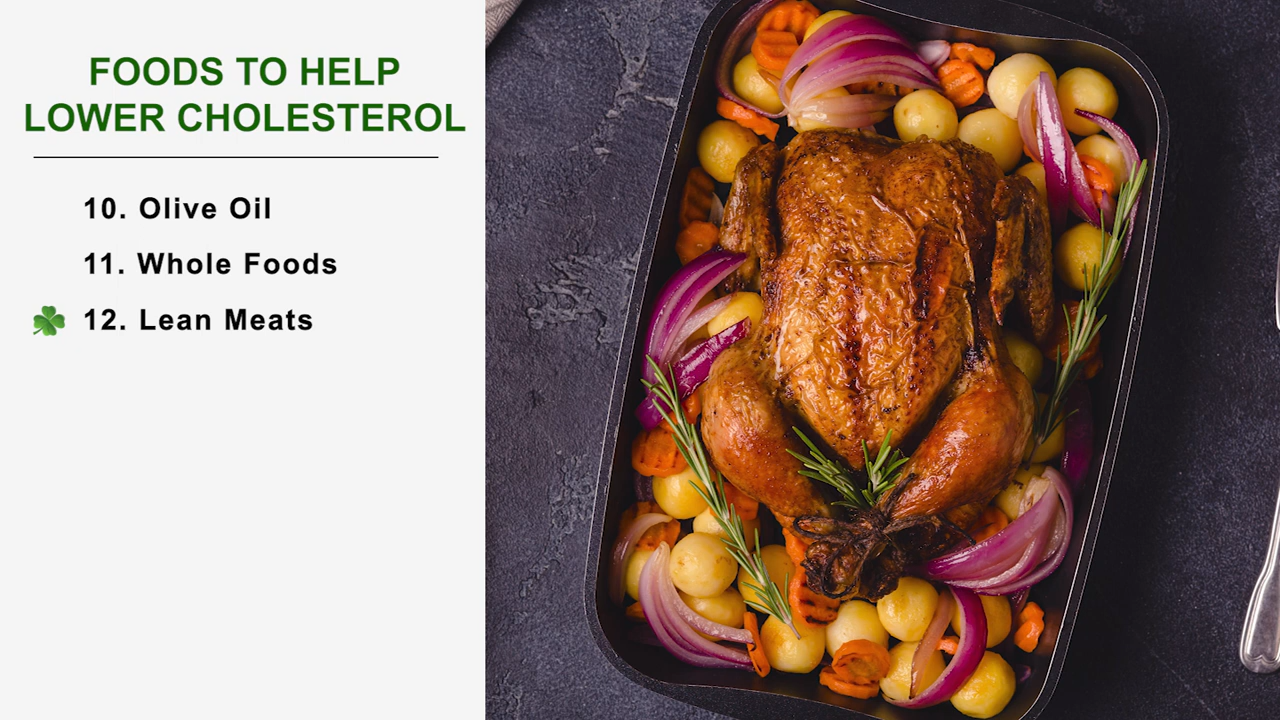 FOODS TO HELP
LOWER CHOLESTEROL
10. Olive Oil
11. Whole Foods
12. Lean Meats